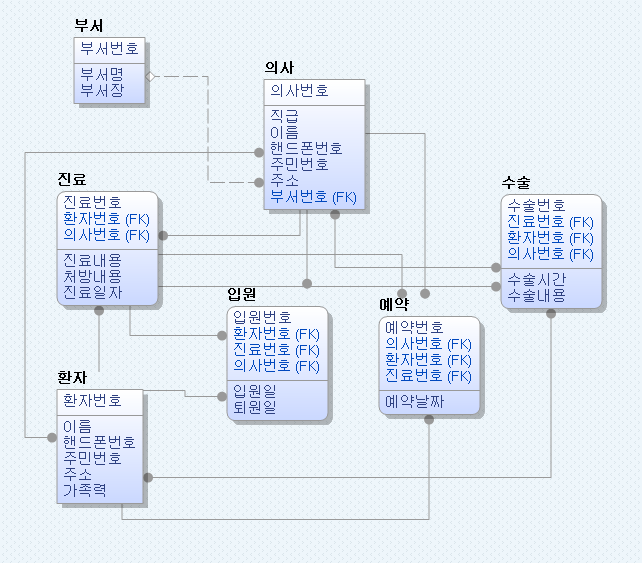 부서
부서번호
부서명
부서장
의사
의사번호
직급
이름
핸드폰번호
주민번호
주소
부서번호 (FK)
진료
진료번호
환자번호 (FK)
의사번호 (FK)
진료내용
처방내용
진료일자
수술
수술번호
진료번호 (FK)
환자번호 (FK)
의사번호 (FK)
수술시간
수술내용
입원
입원번호
환자번호 (FK)
진료번호 (FK)
의사번호 (FK)
입원일
퇴원일
예약
예약번호
의사번호 (FK)
환자번호 (FK)
진료번호 (FK)
예약날짜
환자
환자번호
이름
핸드폰번호
주민번호
주소
가족력